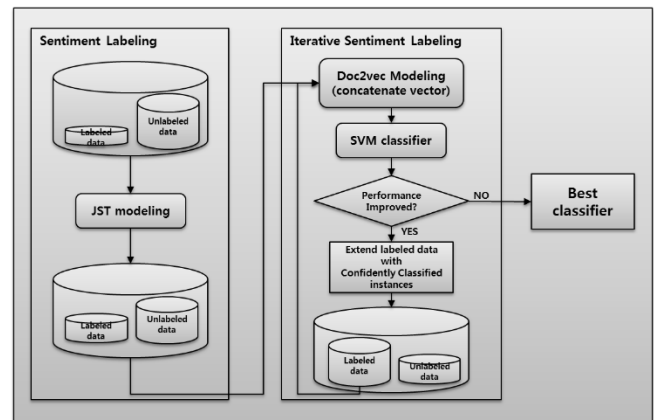 Sentiment Labeling
Labeled
data
Unlabeled
data
JST modeling
Labeled
data
Unlabeled
data
Iterative Sentiment Labeling
Doc2vec Modeling
(concatenate vector)
SVM classifier
Performance
Improved?
NO
Best
classifier
YES
Extend labeled data
with
Confidently Classified
instances
Labeled
data
Unlabeled
data